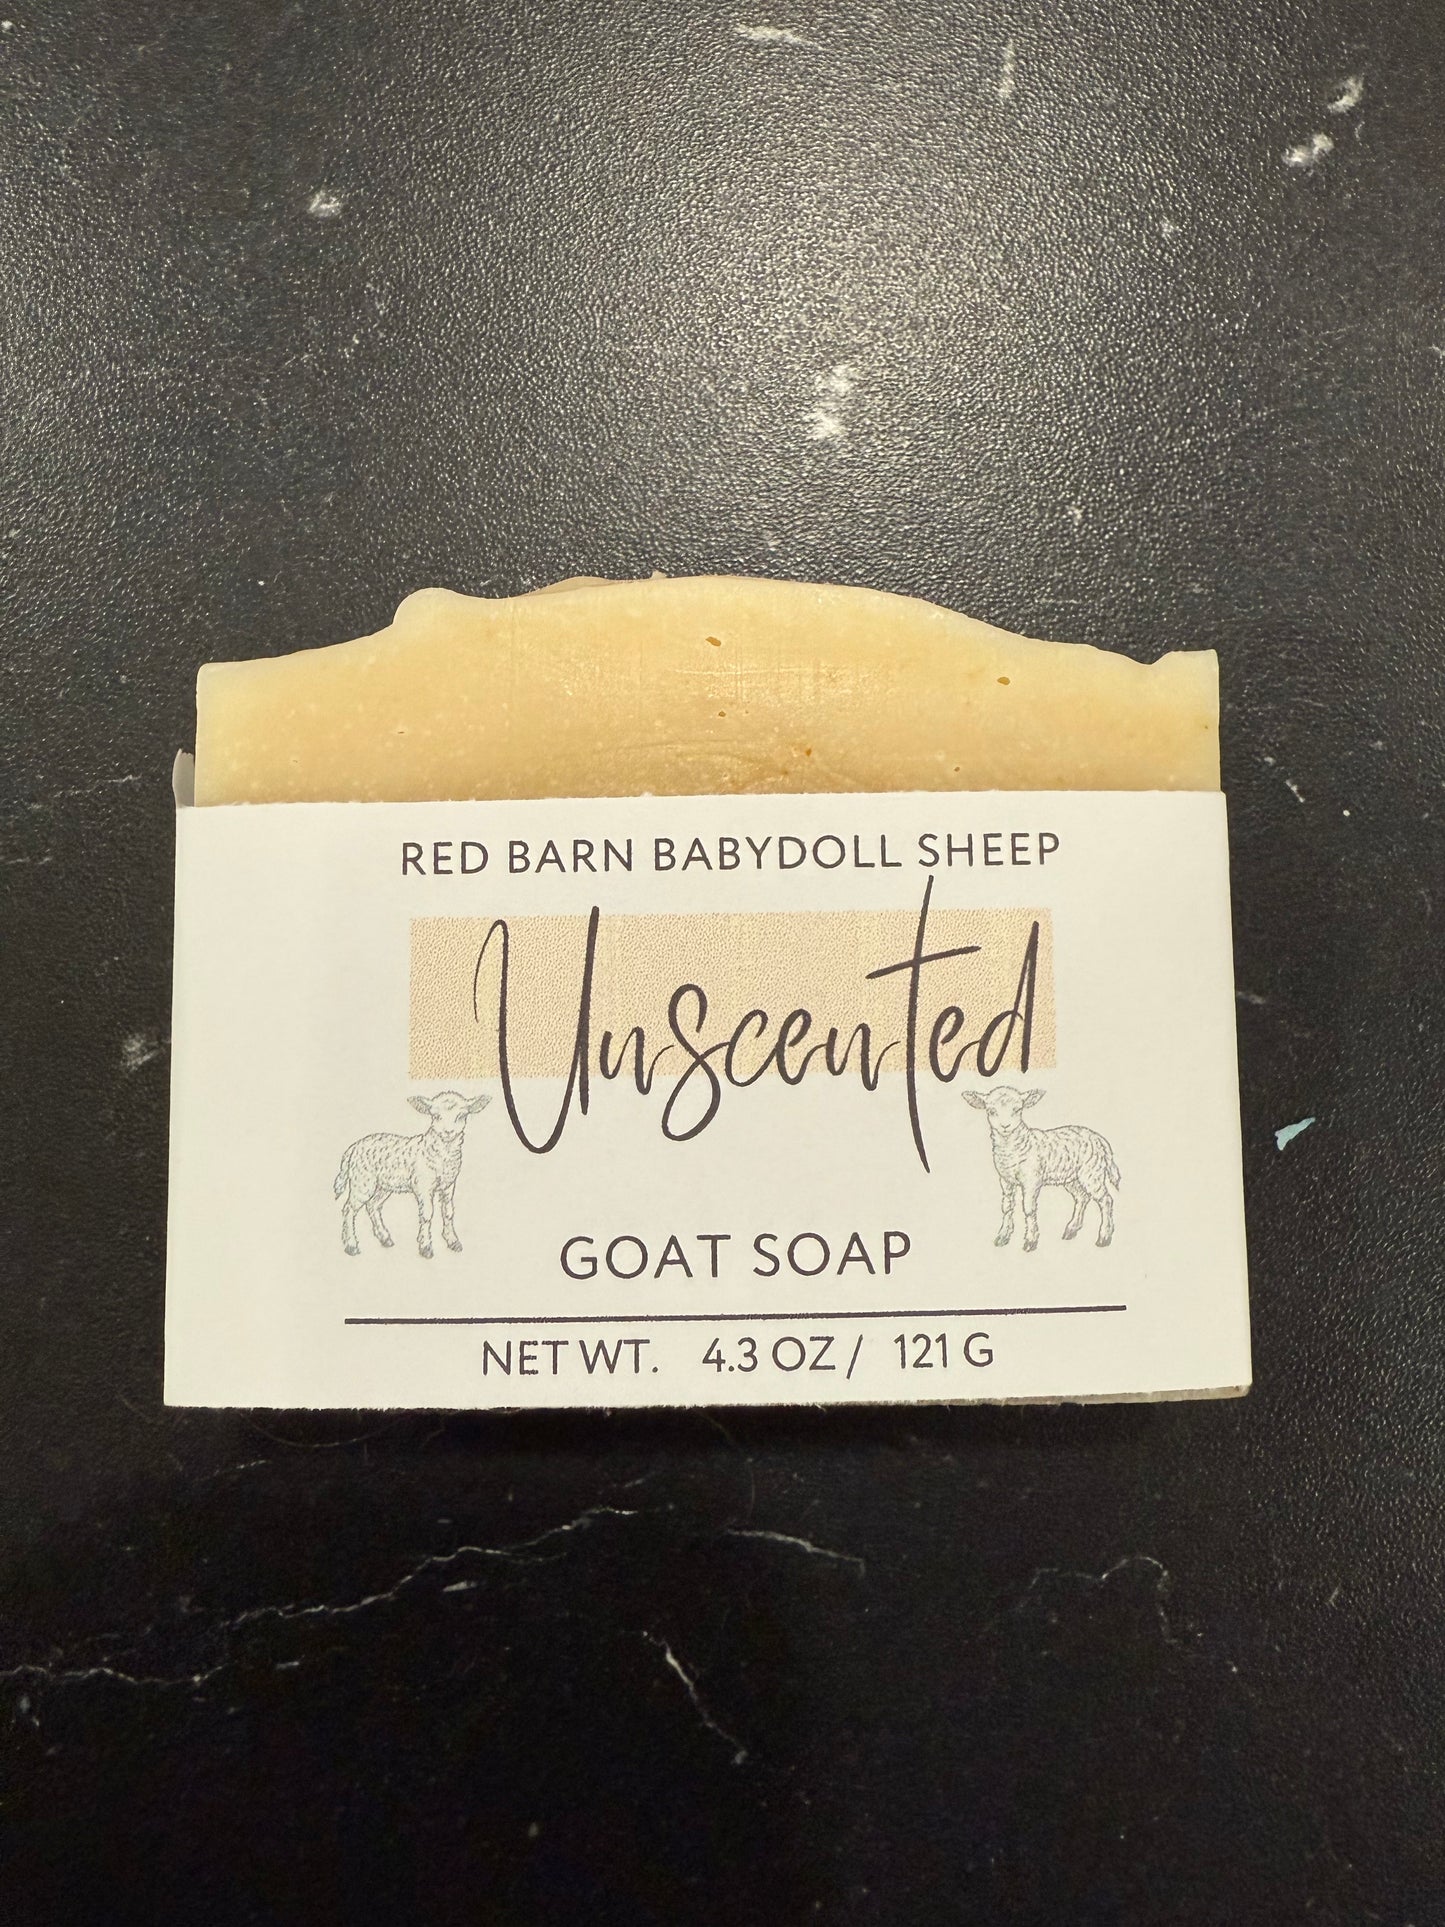 RED BARN BABYDOLL SHEEP
Unscented
GOAT SOAP
NET WT. 4.3 OZ / 121 G